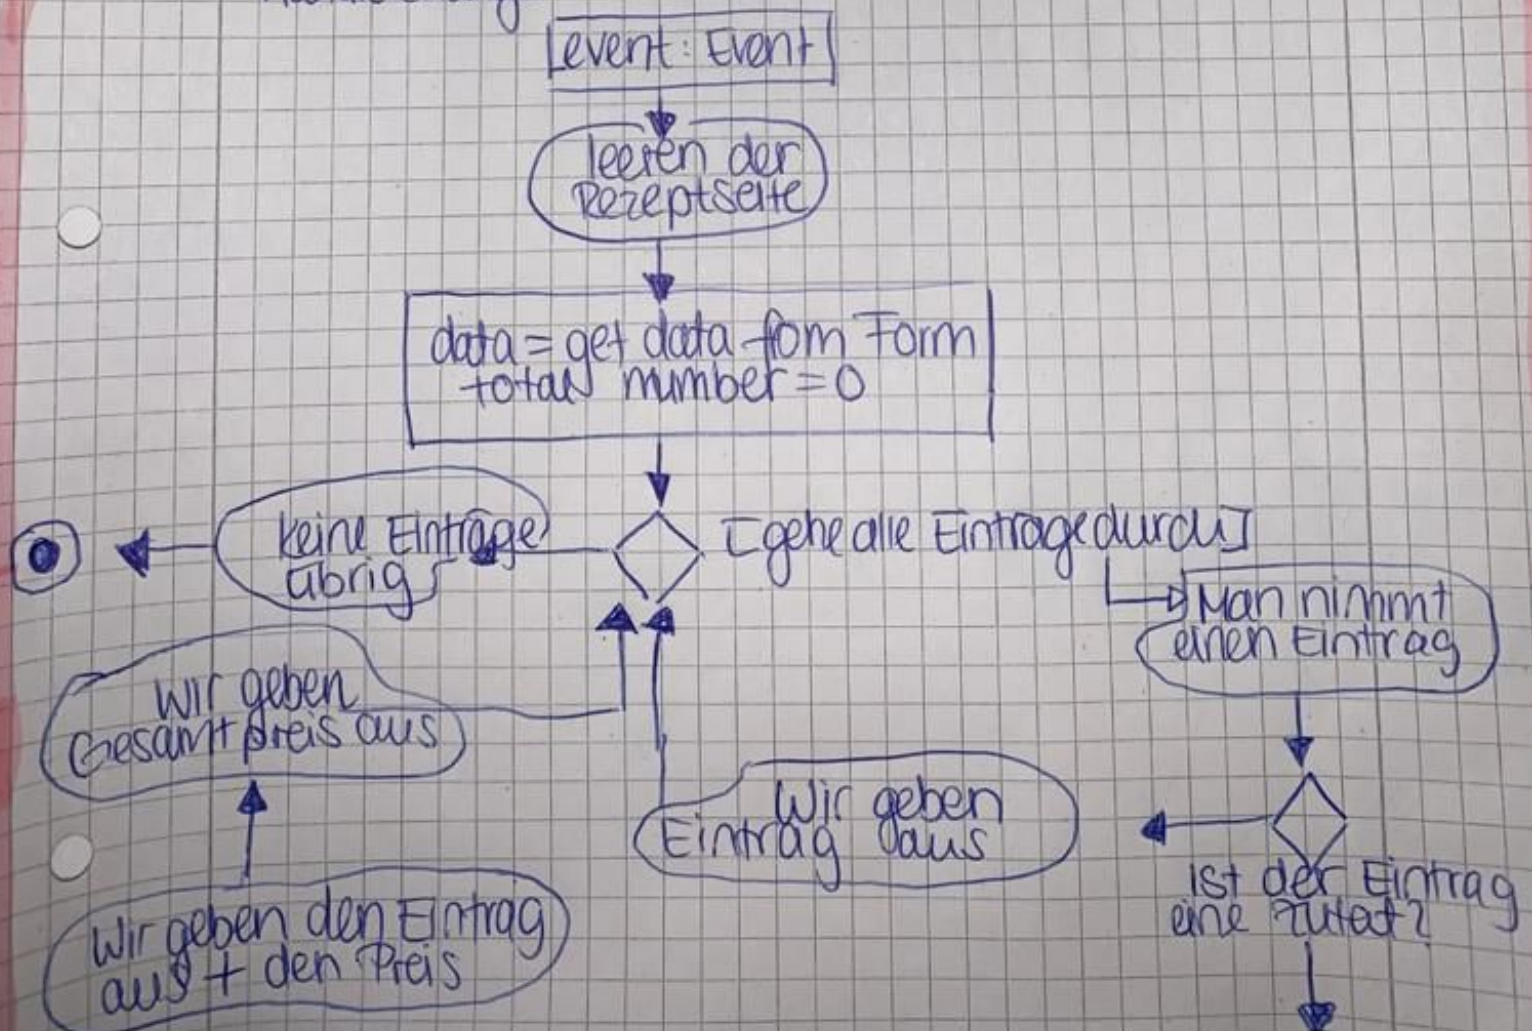 event: Event
leeren der
Rezeptseite
data = get data fom Form
total number = 0
keine Einträge
übrig
[gehe alle Einträge durch]
Man nimmt
einen Eintrag
Wir geben
Gesamtpreis aus
Wir geben
Eintrag aus
ist der Eintrag
eine Zutat?
Wir geben den Eintrag
aus + den Preis